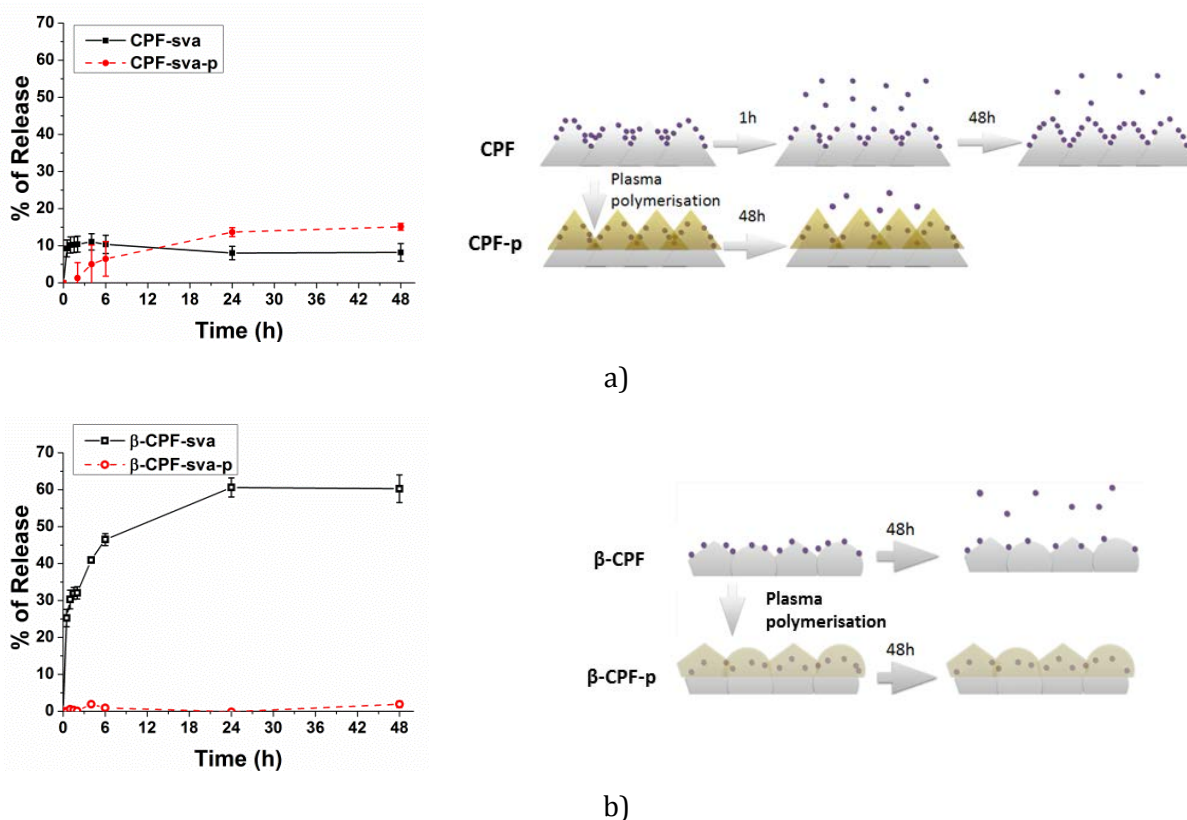 70
60
50
40
30
20
10
0
% of Release
CPF-sva
CPF-sva-p
0 6 12 18 24 30 36 42 48
Time (h)
CPF
1h
48h
Plasma
polymerisation
CPF-p
48h
a)
70
60
50
40
30
20
10
0
% of Release
β-CPF-sva
β-CPF-sva-p
0 6 12 18 24 30 36 42 48
Time (h)
β-CPF
48h
Plasma
polymerisation
β-CPF-p
48h
b)